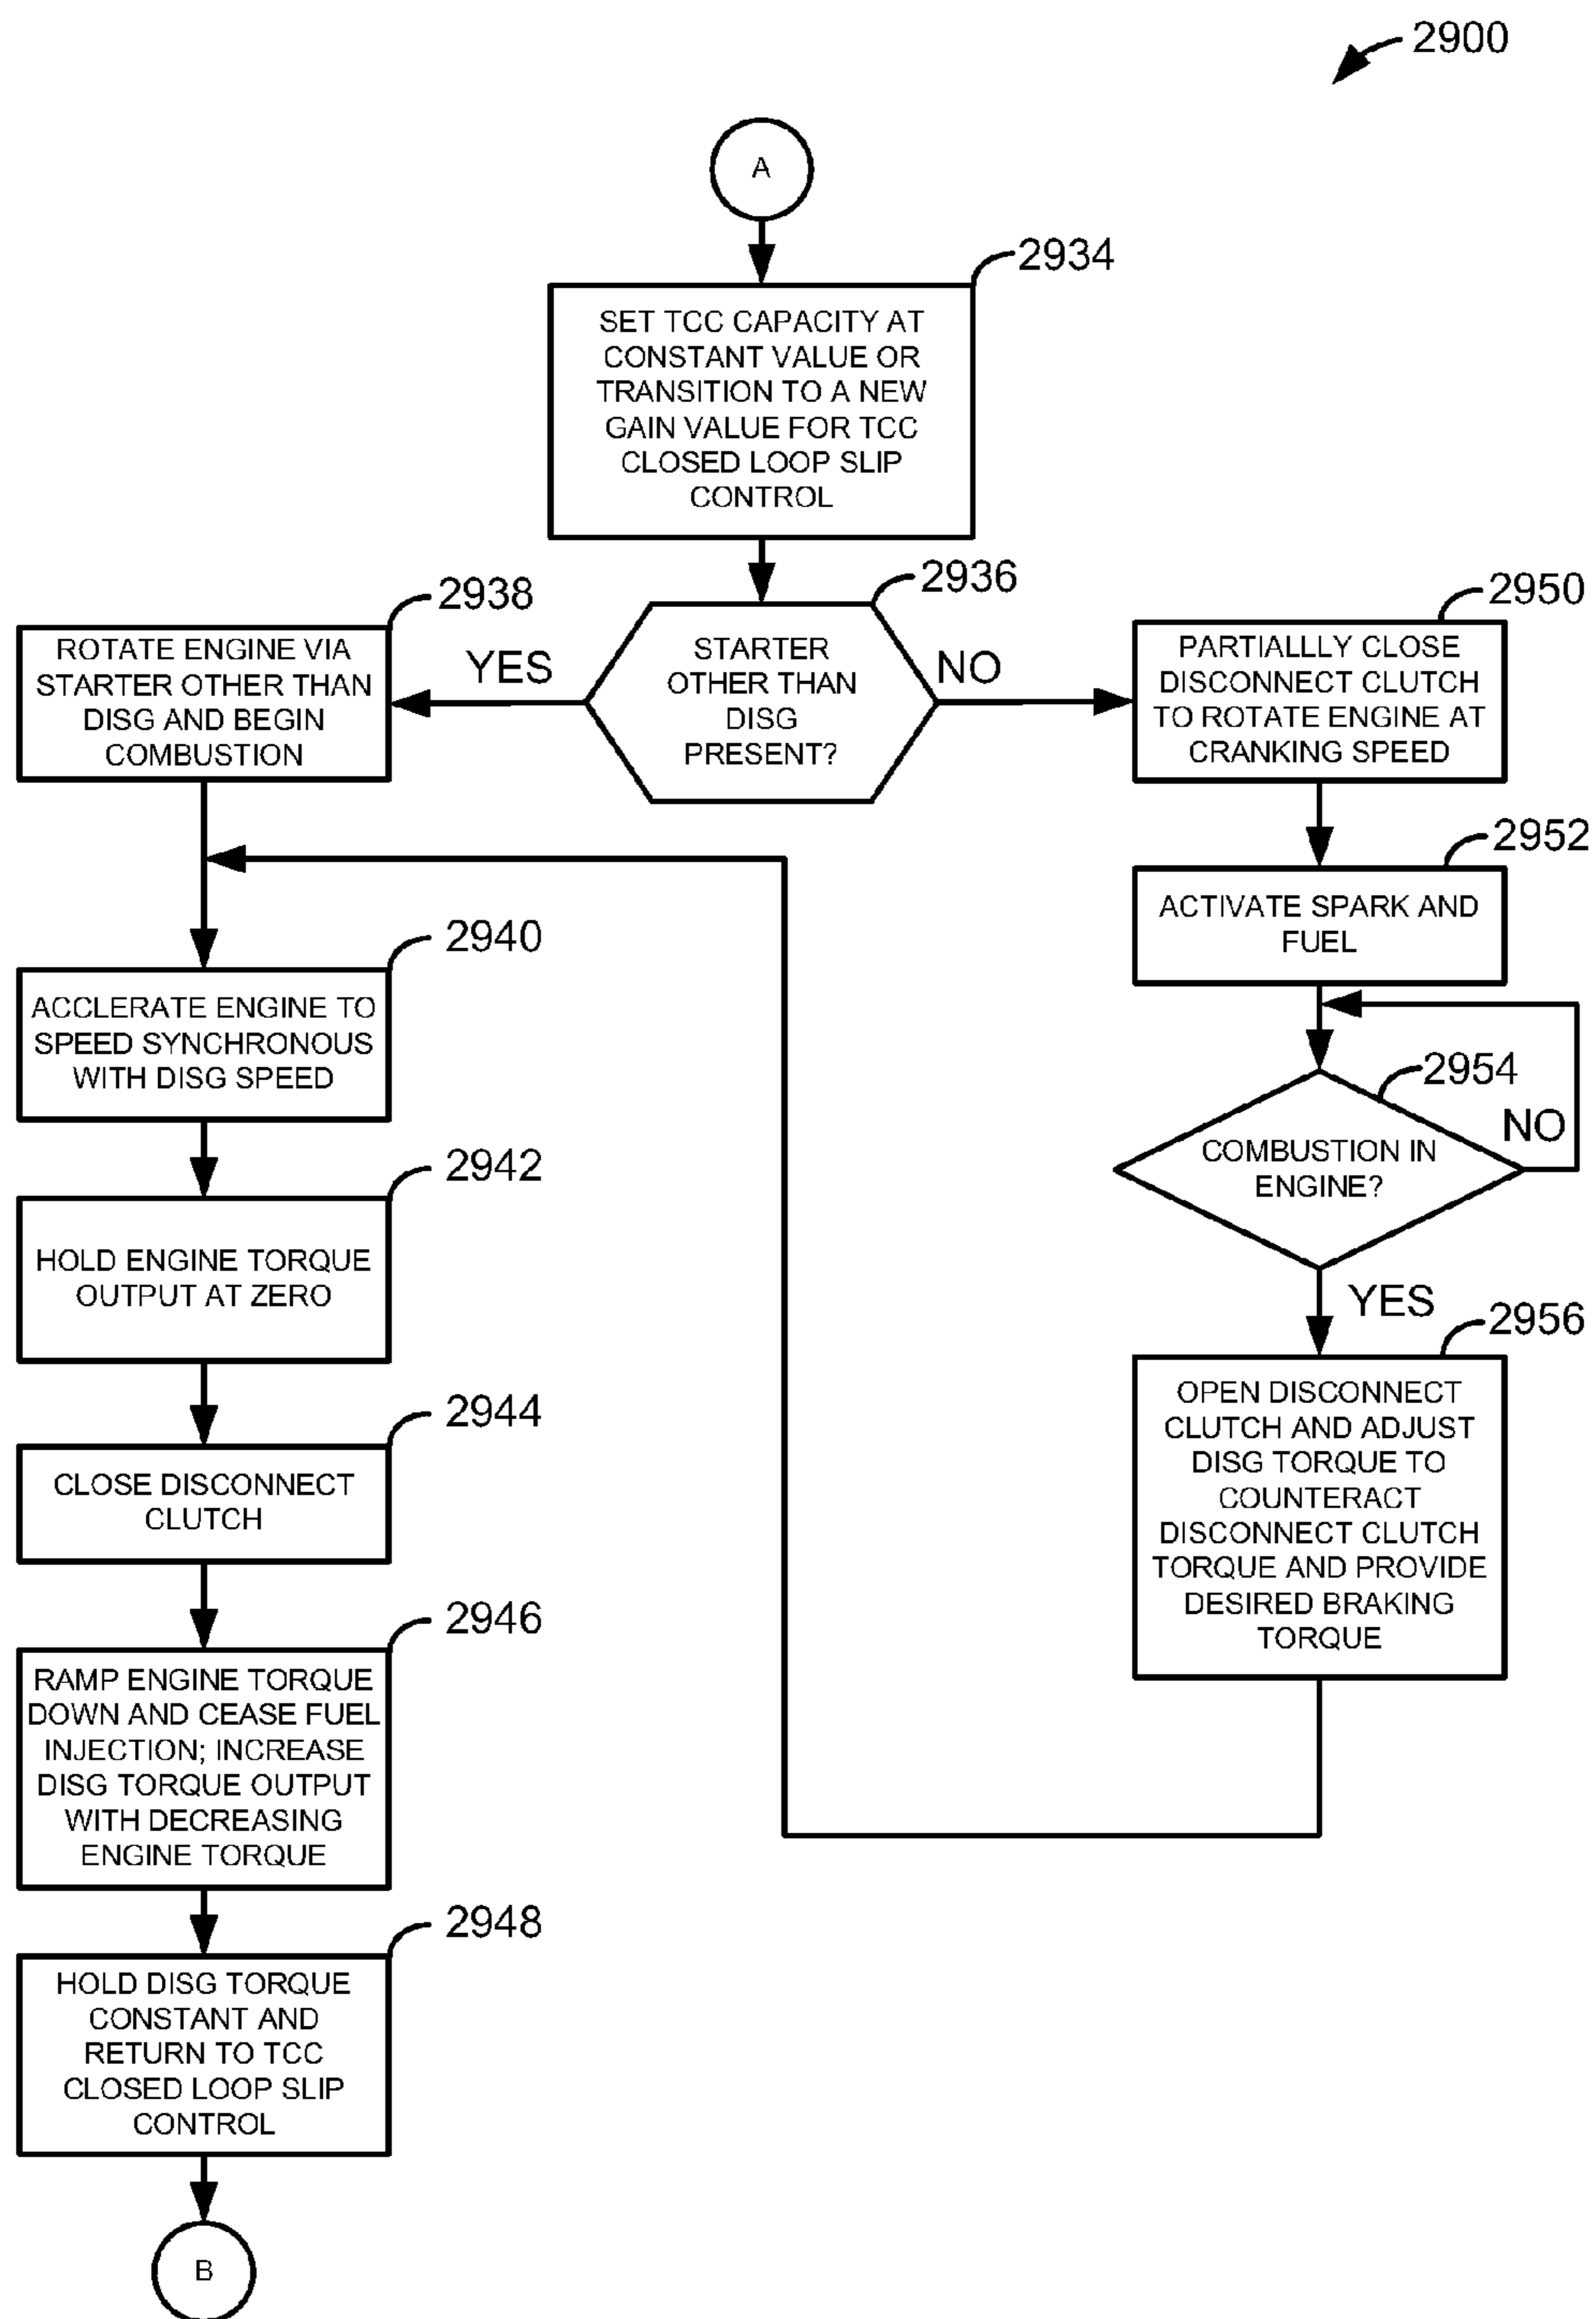 2900
A
2934
SET TCC CAPACITY AT
CONSTANT VALUE OR
TRANSITION TO A NEW
GAIN VALUE FOR TCC
CLOSED LOOP SLIP
CONTROL
2936
STARTER
OTHER THAN
DISG
PRESENT?
YES
NO
2938
ROTATE ENGINE VIA
STARTER OTHER THAN
DISG AND BEGIN
COMBUSTION
2940
ACCLERATE ENGINE TO
SPEED SYNCHRONOUS
WITH DISG SPEED
2942
HOLD ENGINE TORQUE
OUTPUT AT ZERO
2944
CLOSE DISCONNECT
CLUTCH
2946
RAMP ENGINE TORQUE
DOWN AND CEASE FUEL
INJECTION; INCREASE
DISG TORQUE OUTPUT
WITH DECREASING
ENGINE TORQUE
2948
HOLD DISG TORQUE
CONSTANT AND
RETURN TO TCC
CLOSED LOOP SLIP
CONTROL
B
2950
PARTIALLLY CLOSE
DISCONNECT CLUTCH
TO ROTATE ENGINE AT
CRANKING SPEED
2952
ACTIVATE SPARK AND
FUEL
2954
COMBUSTION IN
ENGINE?
NO
YES
2956
OPEN DISCONNECT
CLUTCH AND ADJUST
DISG TORQUE TO
COUNTERACT
DISCONNECT CLUTCH
TORQUE AND PROVIDE
DESIRED BRAKING
TORQUE